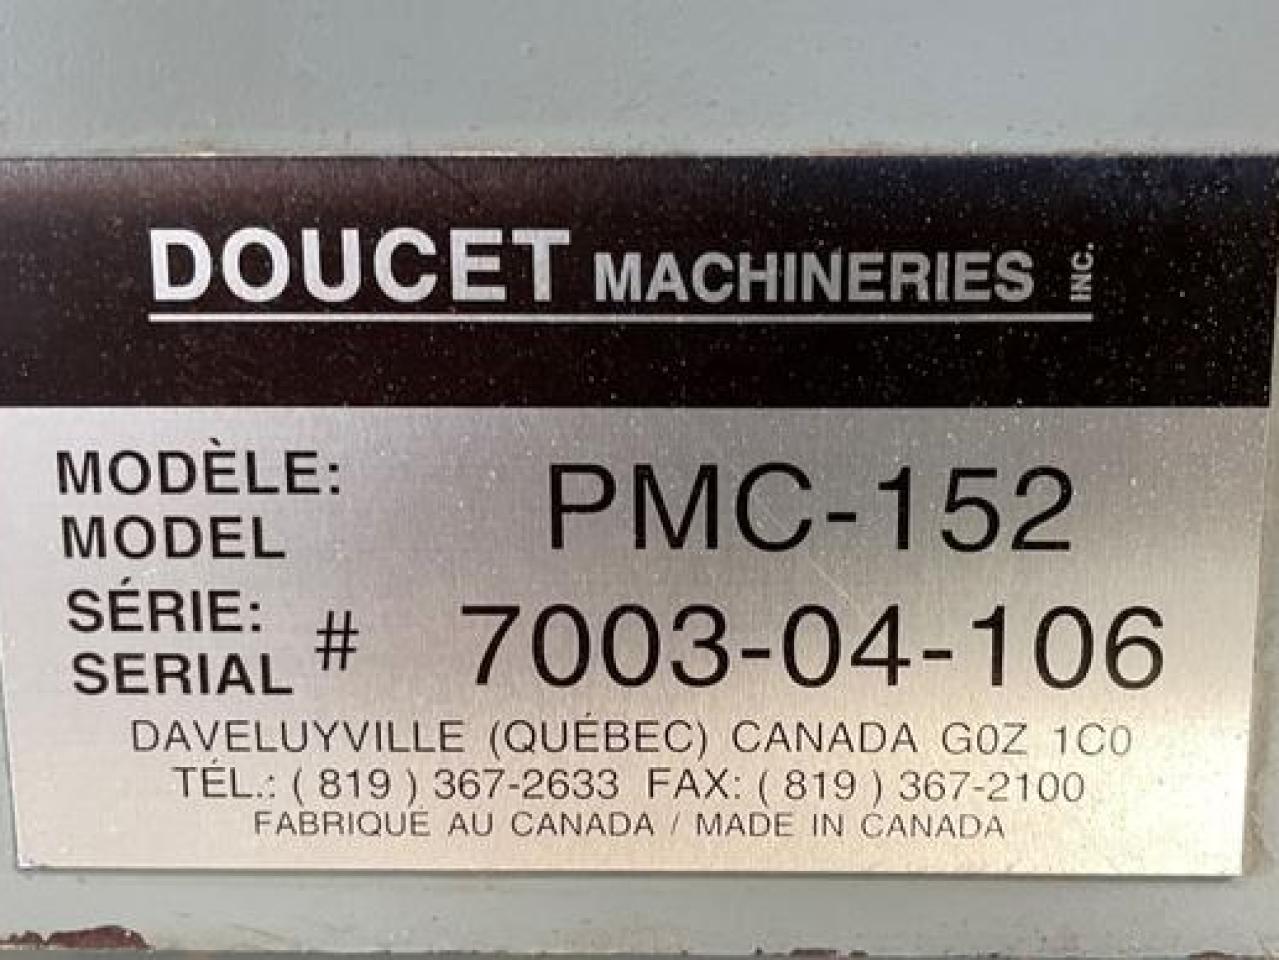 DOUCET MACHINERIES INC.
MODÈLE:
MODEL
PMC-152
SÉRIE:
SERIAL
# 7003-04-106
DAVELUYVILLE (QUÉBEC) CANADA G0Z 1C0
TÉL.: ( 819 ) 367-2633 FAX: ( 819 ) 367-2100
FABRIQUÉ AU CANADA / MADE IN CANADA